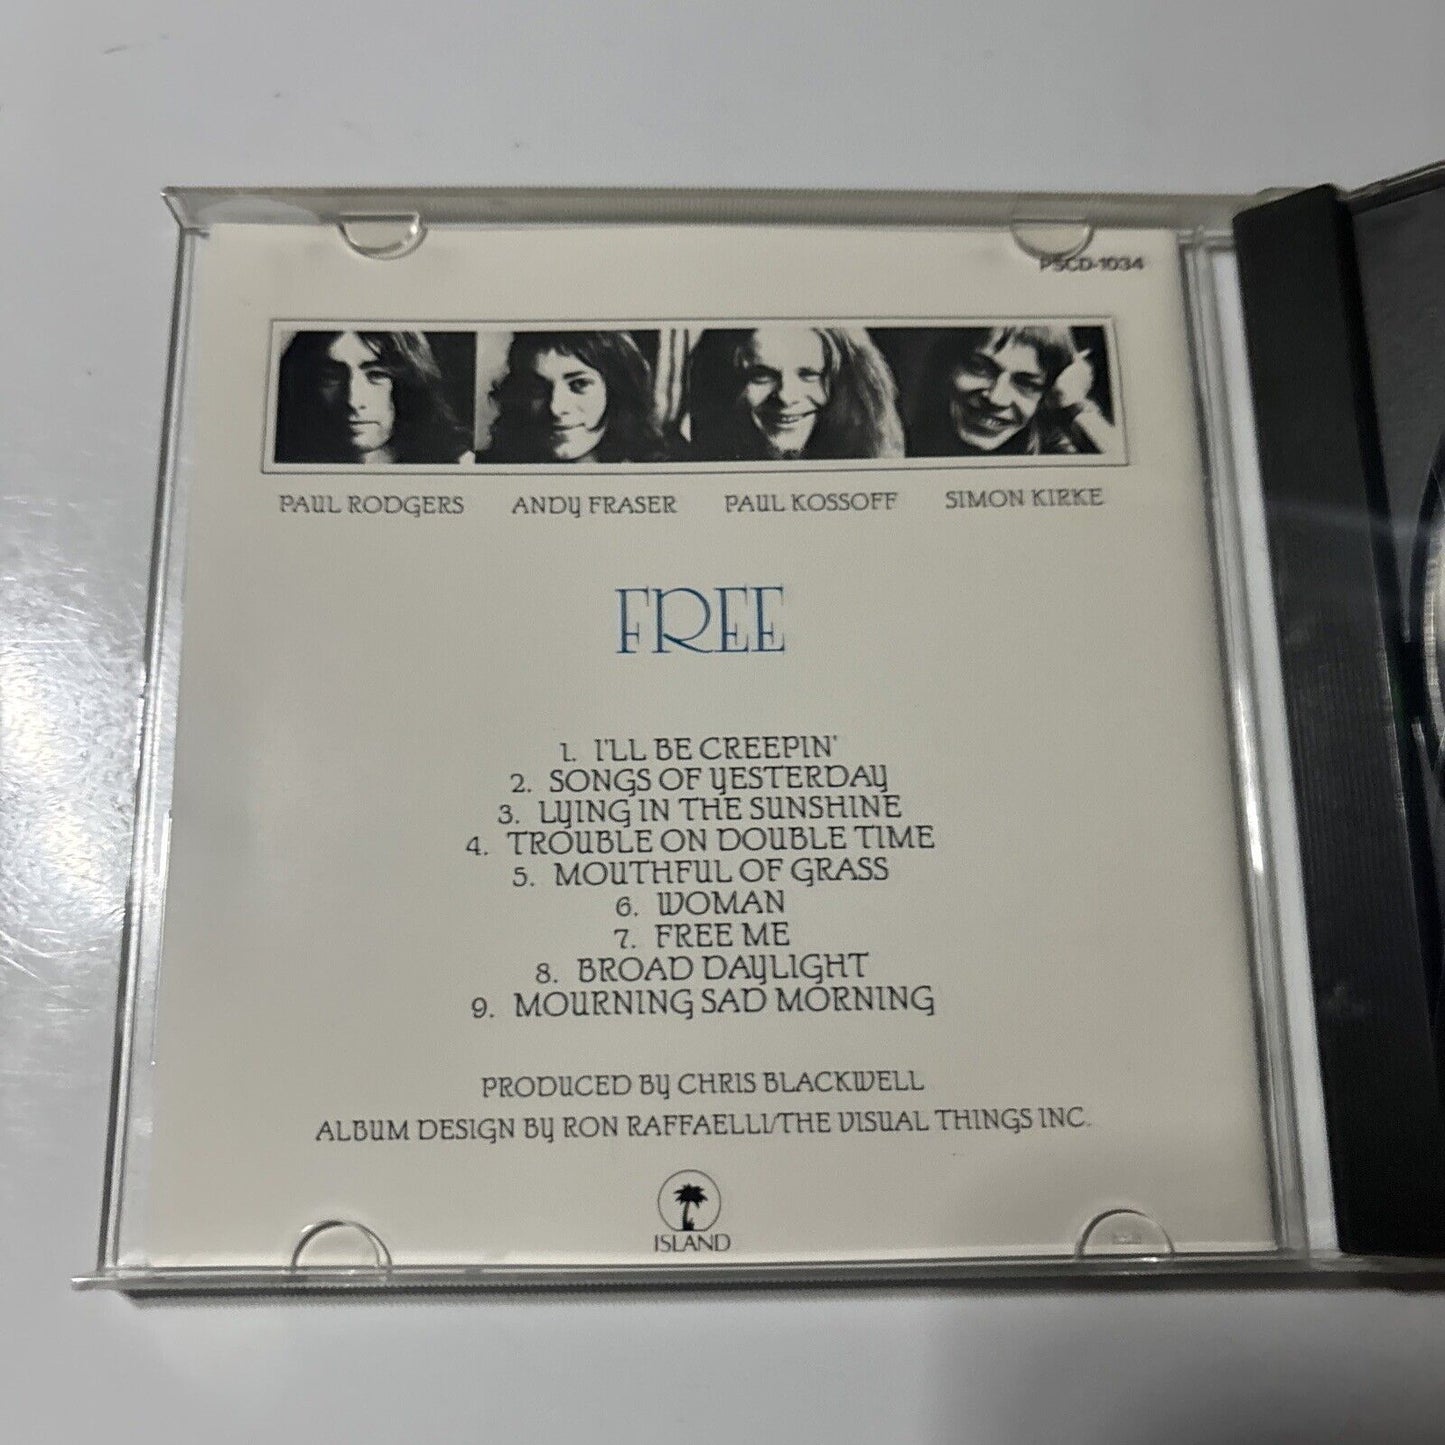 PSCD-1034
PAUL RODGERS ANDY FRASER PAUL KOSSOFF SIMON KIRKE
FREE
1. I'LL BE CREEPIN'
2. SONGS OF YESTERDAY
3. LYING IN THE SUNSHINE
4. TROUBLE ON DOUBLE TIME
5. MOUTHFUL OF GRASS
6. WOMAN
7. FREE ME
8. BROAD DAYLIGHT
9. MOURNING SAD MORNING
PRODUCED BY CHRIS BLACKWELL
ALBUM DESIGN BY RON RAFFAELLI/THE VISUAL THINGS INC.
ISLAND